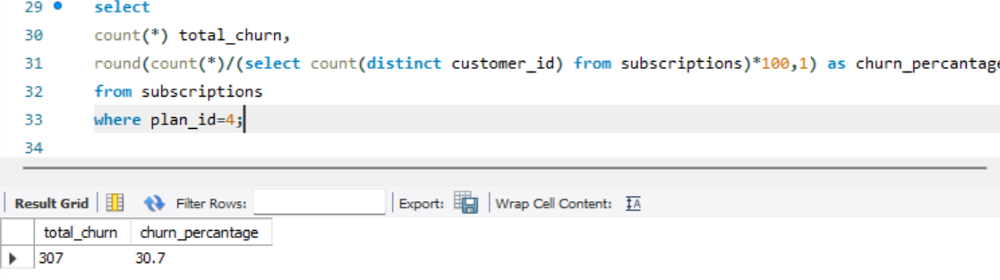 29 select
30 count(*) total_churn,
31 round(count(*)/(select count(distinct customer_id) from subscriptions)*100,1) as churn_percantage
32 from subscriptions
33 where plan_id=4;
34
Result Grid Filter Rows: Export: Wrap Cell Content: IA
total_churn churn_percantage
307 30.7